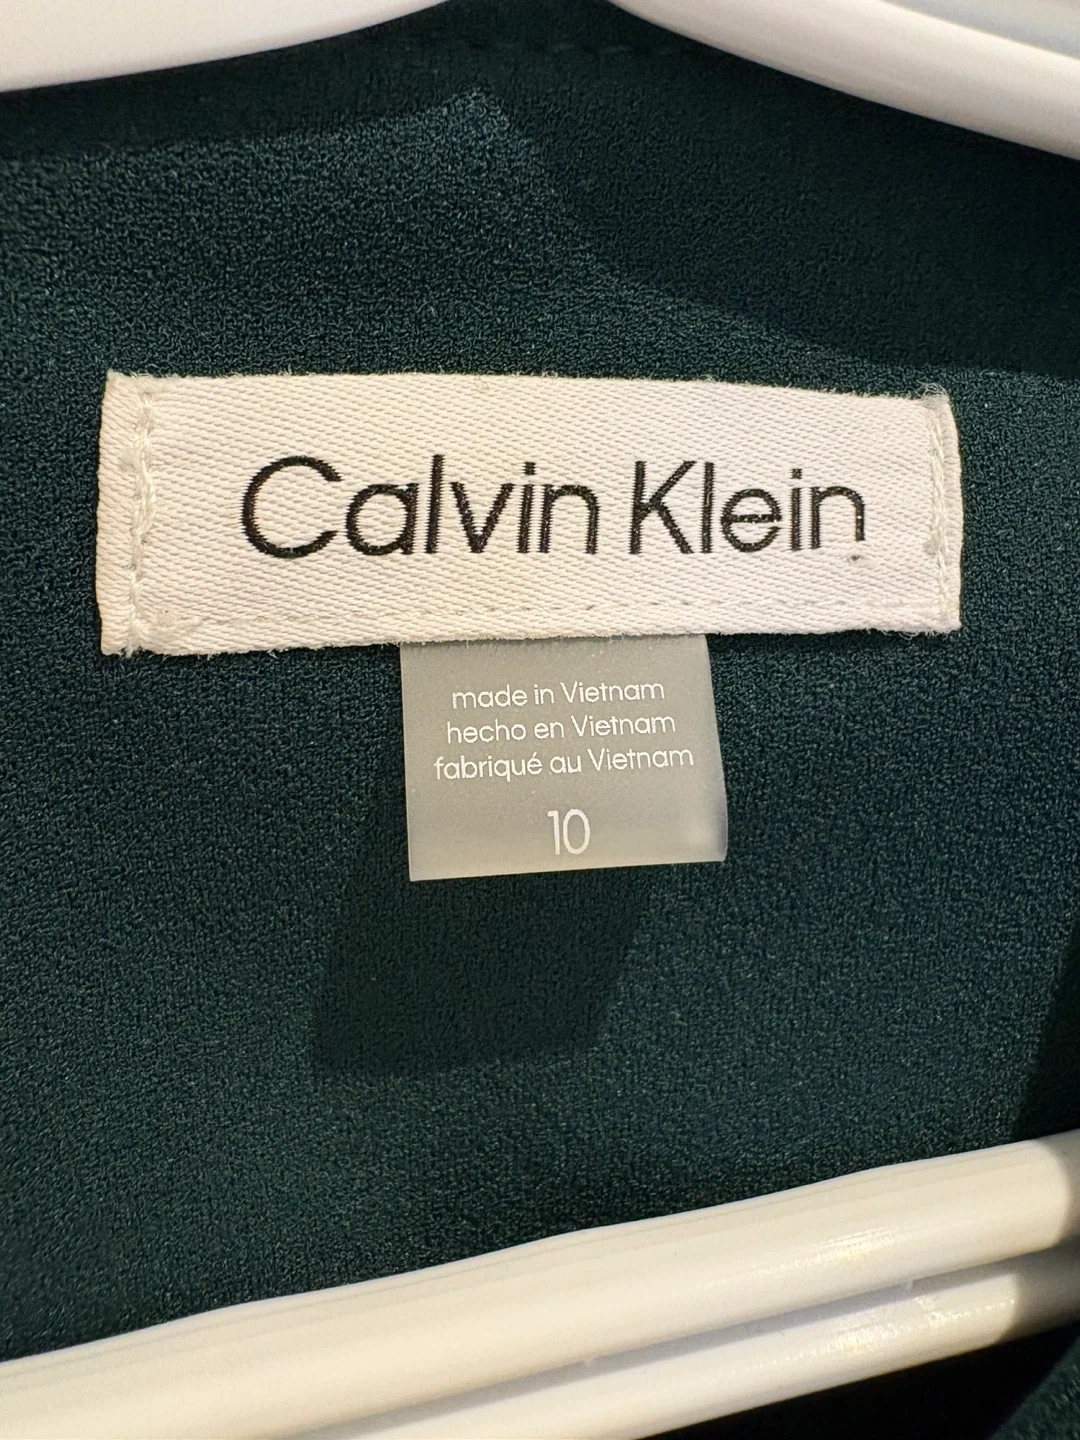 Calvin Klein
made in Vietnam
hecho en Vietnam
fabriqué au Vietnam
10